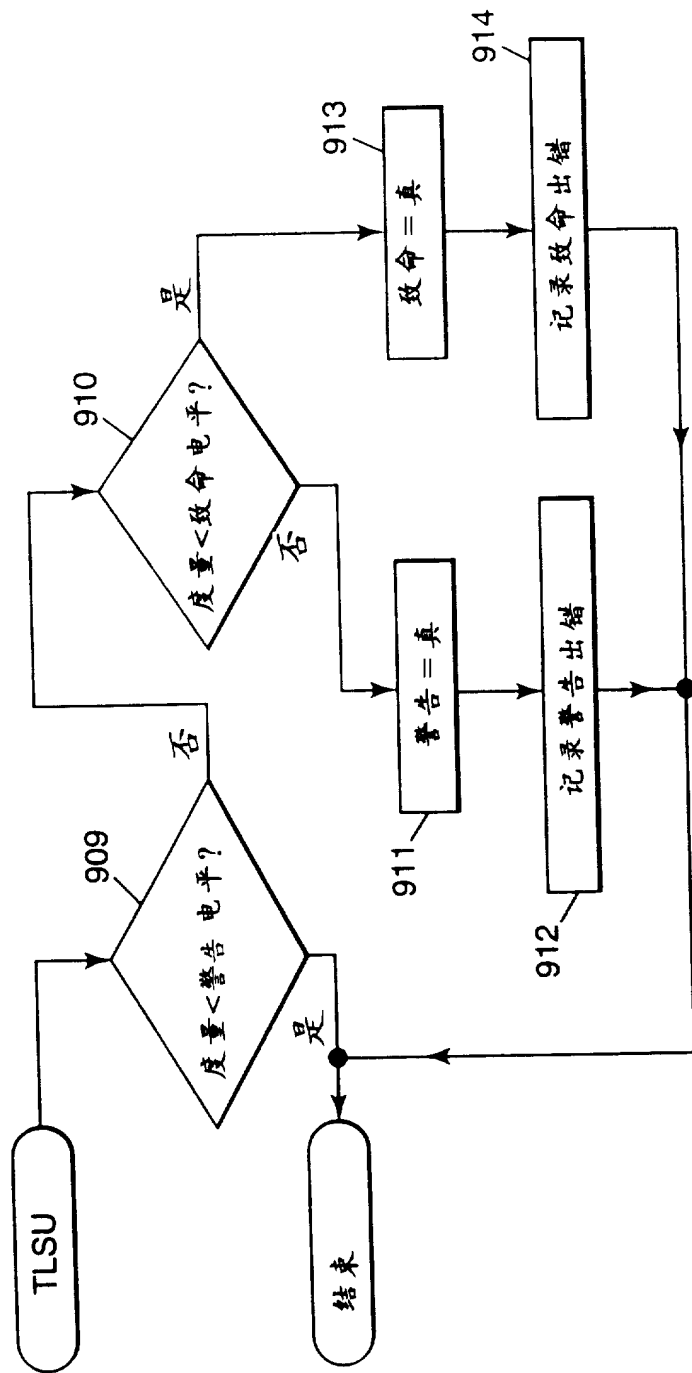 TLSU
909
度量<警告电平?
否
是
910
度量<致命电平?
是
否
911
警告=真
912
记录警告出错
913
致命=真
914
记录致命出错
结束